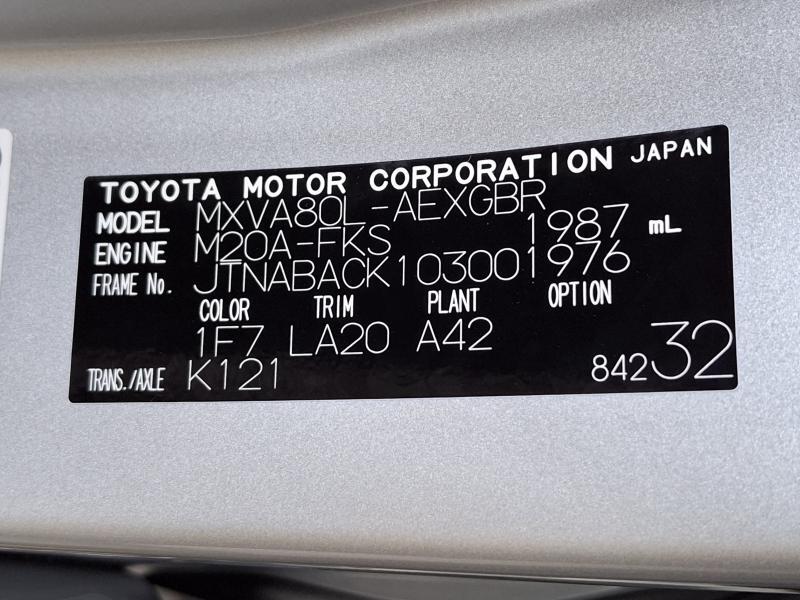 TOYOTA MOTOR CORPORATION JAPAN
MODEL MXVA80L-AEXGBR
ENGINE M20A-FKS 1987 mL
FRAME No. JTNABACK103001976
COLOR TRIM PLANT OPTION
1F7 LA20 A42
TRANS./AXLE K121 84232